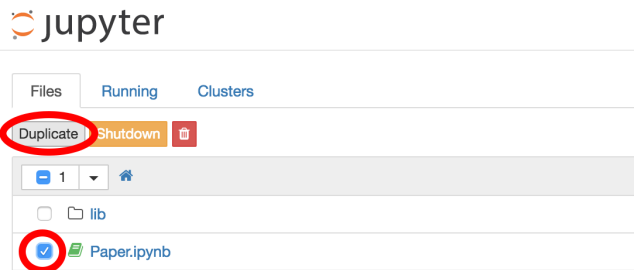 jupyter
Files Running Clusters
Duplicate Shutdown
1
lib
Paper.ipynb